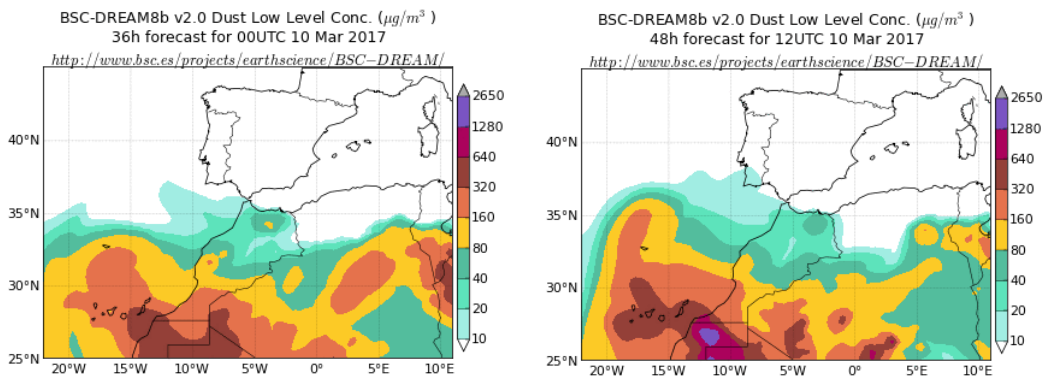 BSC-DREAM8b v2.0 Dust Low Level Conc. (μg/m³ )
36h forecast for 00UTC 10 Mar 2017
http://www.bsc.es/projects/earthscience/BSC−DREAM/
2650
1280
640
320
160
80
40
20
10
40°N
35°N
30°N
25°N
20°W 15°W 10°W 5°W 0° 5°E 10°E
BSC-DREAM8b v2.0 Dust Low Level Conc. (μg/m³ )
48h forecast for 12UTC 10 Mar 2017
http://www.bsc.es/projects/earthscience/BSC−DREAM/
2650
1280
640
320
160
80
40
20
10
40°N
35°N
30°N
25°N
20°W 15°W 10°W 5°W 0° 5°E 10°E